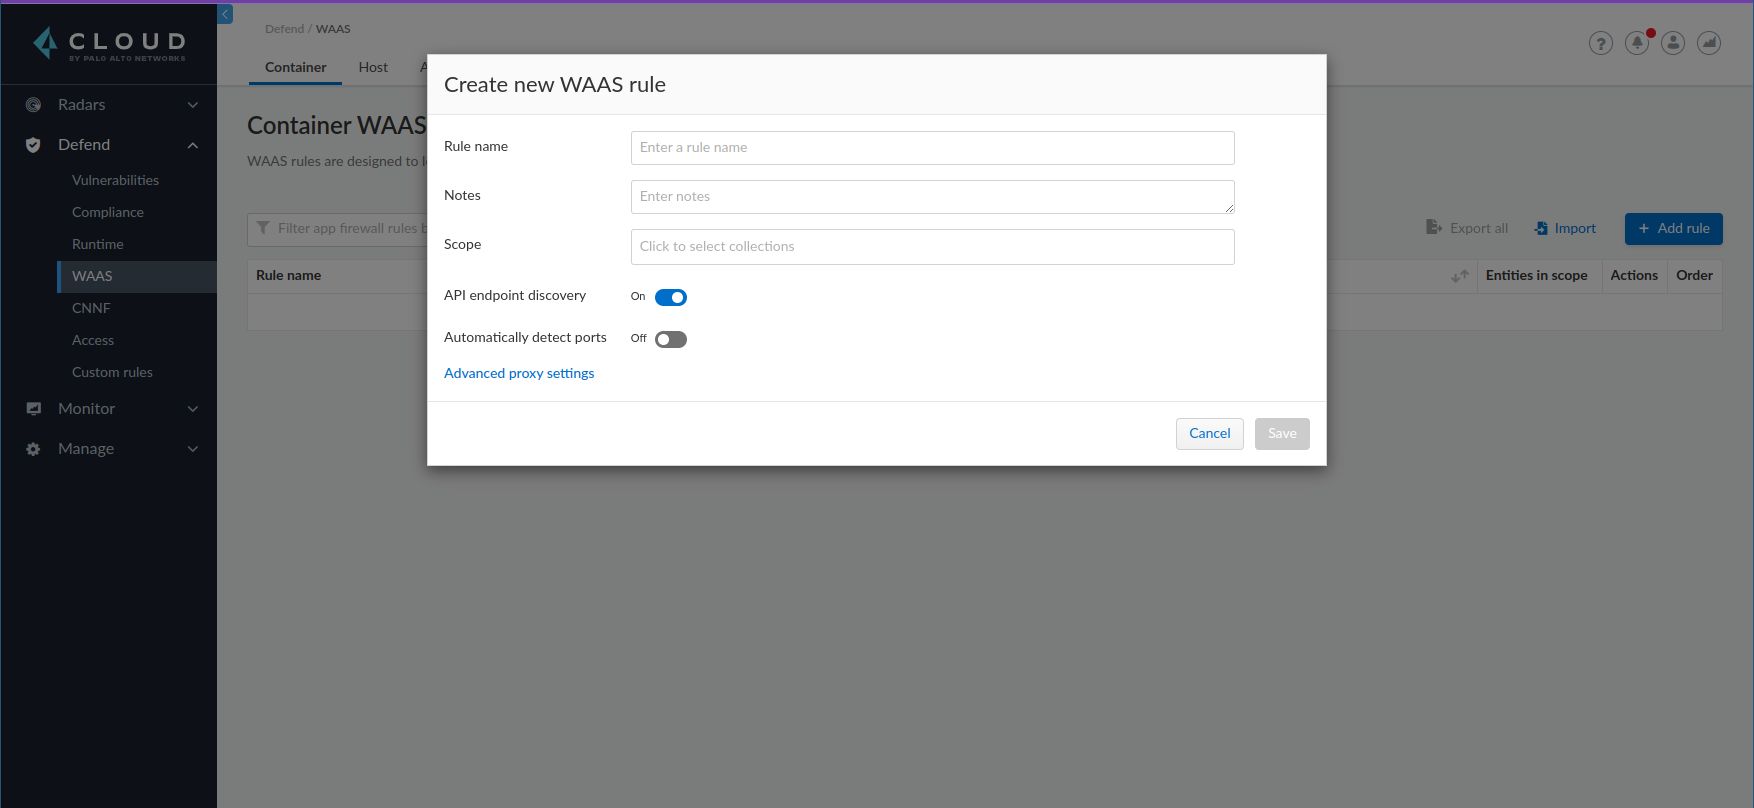 CLOUD
BY PALO ALTO NETWORKS
Radars
Defend
Vulnerabilities
Compliance
Runtime
WAAS
CNNF
Access
Custom rules
Monitor
Manage
Defend / WAAS
Container Host A
Container WAAS
WAAS rules are designed to
Filter app firewall rules
Export all Import + Add rule
Rule name Entities in scope Actions Order
Create new WAAS rule
Rule name Enter a rule name
Notes Enter notes
Scope Click to select collections
API endpoint discovery On
Automatically detect ports Off
Advanced proxy settings
Cancel Save